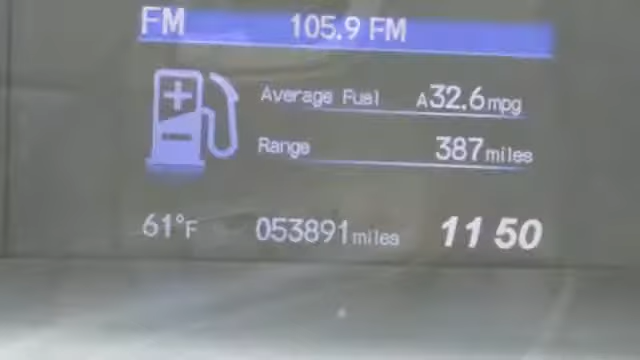 FM 105.9 FM
Average Fuel A32.6mpg
Range 387miles
61°F 053891miles 11 50